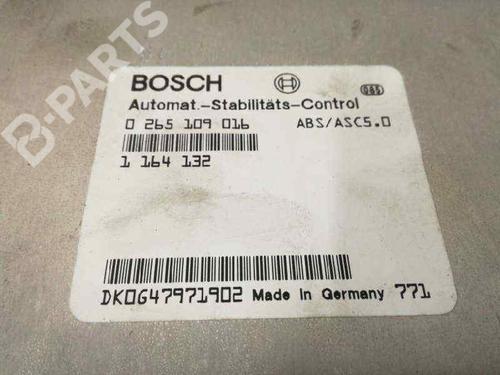 B-PARTS
BOSCH
Automat.-Stabilitäts-Control
0 265 109 016 ABS/ASC5.0
1 164 132
DK0G47971902 Made in Germany 771